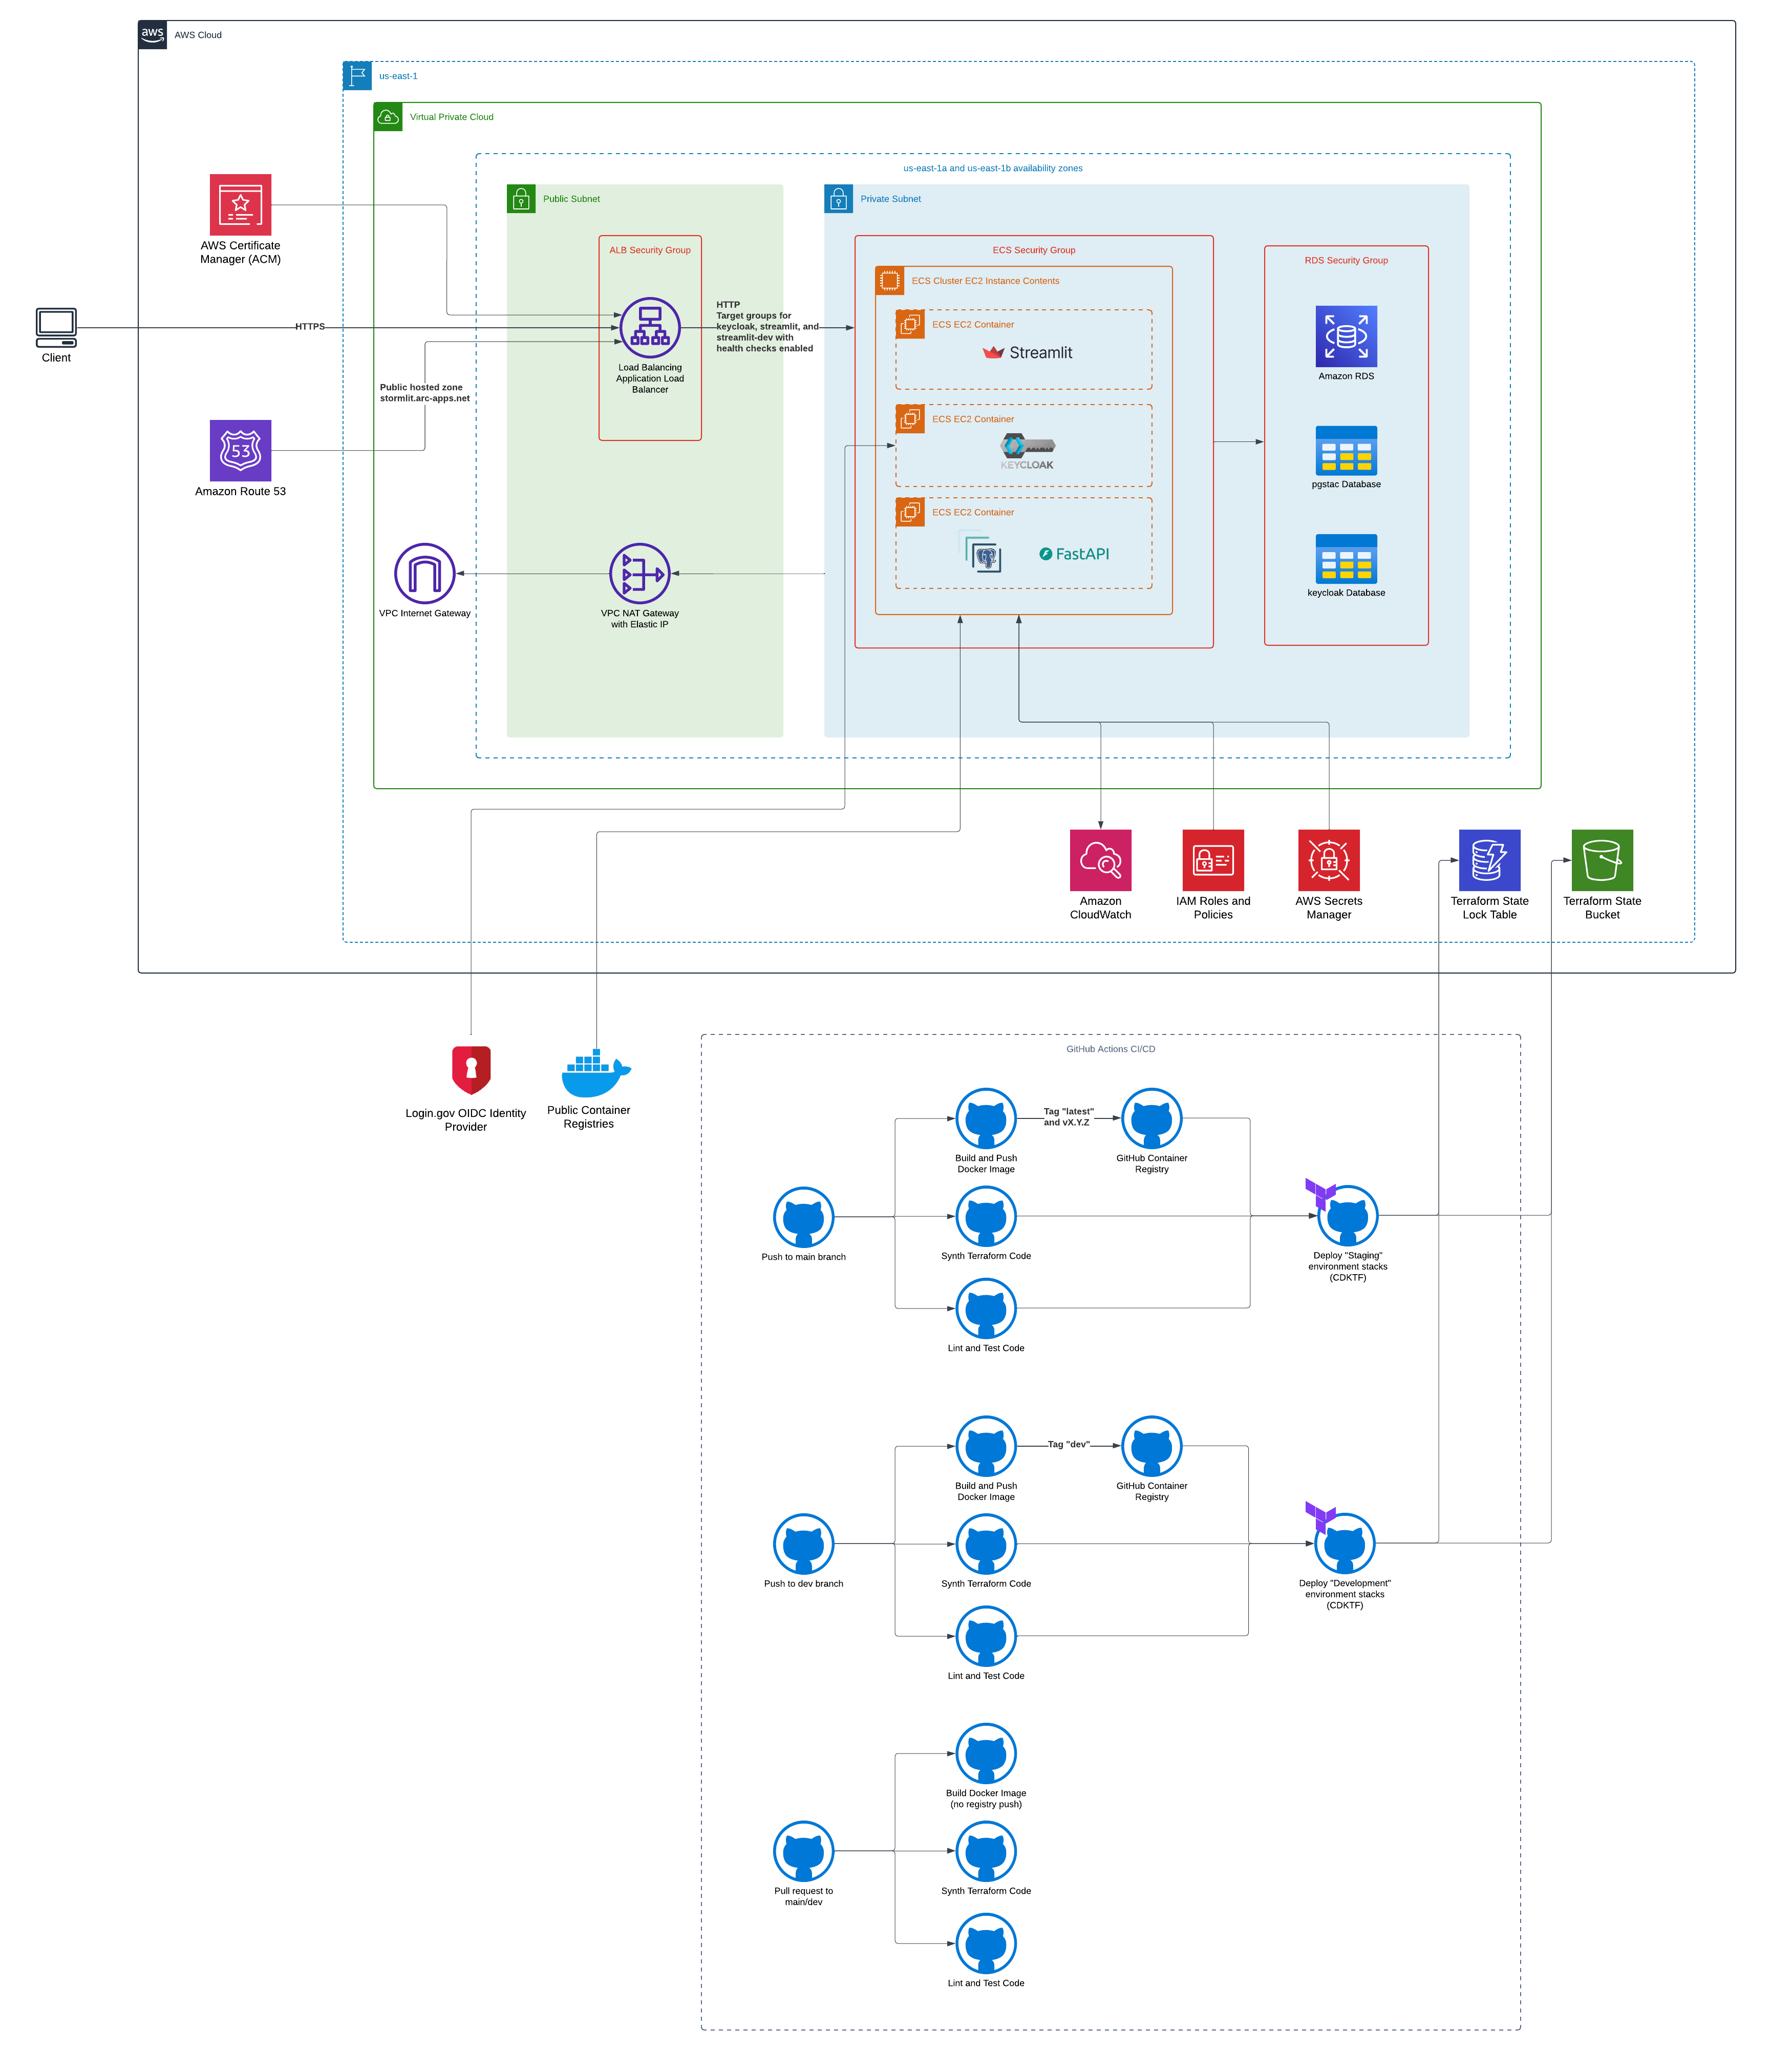 aws
AWS Cloud
us-east-1
Virtual Private Cloud
us-east-1a and us-east-1b availability zones
Public Subnet
Private Subnet
AWS Certificate
Manager (ACM)
ALB Security Group
ECS Security Group
RDS Security Group
ECS Cluster EC2 Instance Contents
Client
HTTPS
HTTP
Target groups for
keycloak, streamlit, and
streamlit-dev with
health checks enabled
Load Balancing
Application Load
Balancer
ECS EC2 Container
Streamlit
Amazon RDS
Public hosted zone
stormlit.arc-apps.net
53
Amazon Route 53
ECS EC2 Container
KEYCLOAK
pgstac Database
ECS EC2 Container
FastAPI
keycloak Database
VPC Internet Gateway
VPC NAT Gateway
with Elastic IP
Amazon
CloudWatch
IAM Roles and
Policies
AWS Secrets
Manager
Terraform State
Lock Table
Terraform State
Bucket
Login.gov OIDC Identity
Provider
Public Container
Registries
GitHub Actions CI/CD
Push to main branch
Build and Push
Docker Image
Tag "latest"
and vX.Y.Z
GitHub Container
Registry
Synth Terraform Code
Lint and Test Code
Deploy "Staging"
environment stacks
(CDKTF)
Push to dev branch
Build and Push
Docker Image
Tag "dev"
GitHub Container
Registry
Synth Terraform Code
Lint and Test Code
Deploy "Development"
environment stacks
(CDKTF)
Pull request to
main/dev
Build Docker Image
(no registry push)
Synth Terraform Code
Lint and Test Code